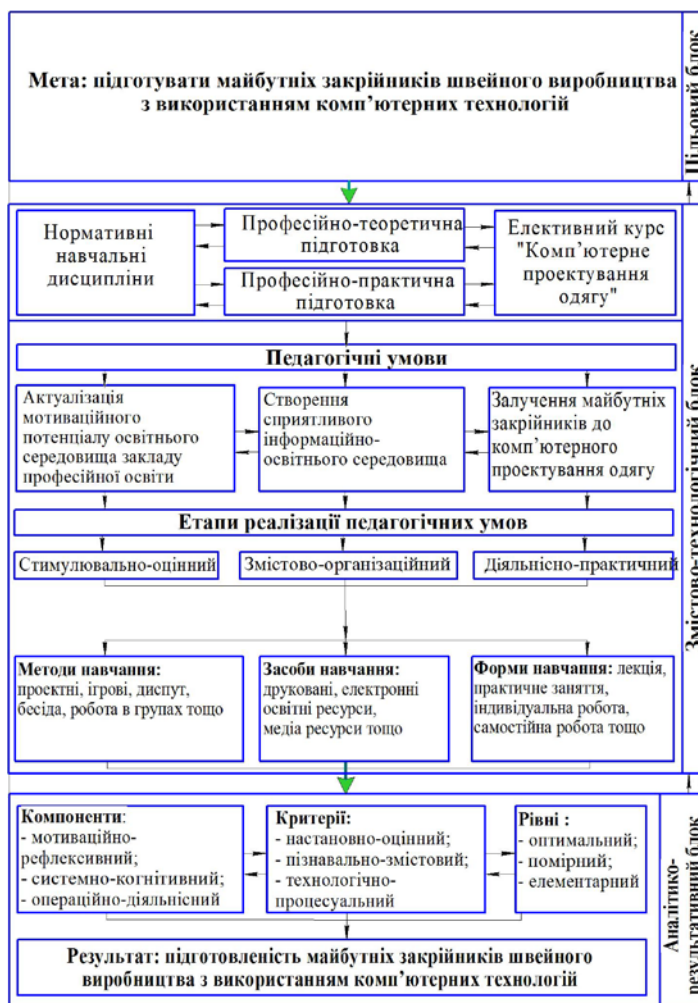 Мета: підготувати майбутніх закрійників швейного виробництва
з використанням комп’ютерних технологій
Цільовий блок
Нормативні
навчальні
дисципліни
Професійно-теоретична
підготовка
Професійно-практична
підготовка
Елективний курс
"Комп’ютерне
проектування
одягу"
Педагогічні умови
Актуалізація
мотиваційного
потенціалу освітнього
середовища закладу
професійної освіти
Створення
сприятливого
інформаційно-
освітнього середовища
Залучення майбутніх
закрійників до
комп’ютерного
проектування одягу
Етапи реалізації педагогічних умов
Стимулювально-оцінний
Змістово-організаційний
Діяльнісно-практичний
Методи навчання:
проектні, ігрові, диспут,
бесіда, робота в групах тощо
Засоби навчання:
друковані, електронні
освітні ресурси,
медіа ресурси тощо
Форми навчання: лекція,
практичне заняття,
індивідуальна робота,
самостійна робота тощо
Змістово-технологічний блок
Компоненти:
- мотиваційно-
рефлексивний;
- системно-когнітивний;
- операційно-діяльнісний
Критерії:
- настановно-оцінний;
- пізнавально-змістовий;
- технологічно-
процесуальний
Рівні :
- оптимальний;
- помірний;
- елементарний
Результат: підготовленість майбутніх закрійників швейного
виробництва з використанням комп’ютерних технологій
Аналітико-
результативний блок